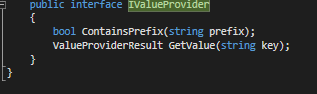 public interface IValueProvider
{
bool ContainsPrefix(string prefix);
ValueProviderResult GetValue(string key);
}
}